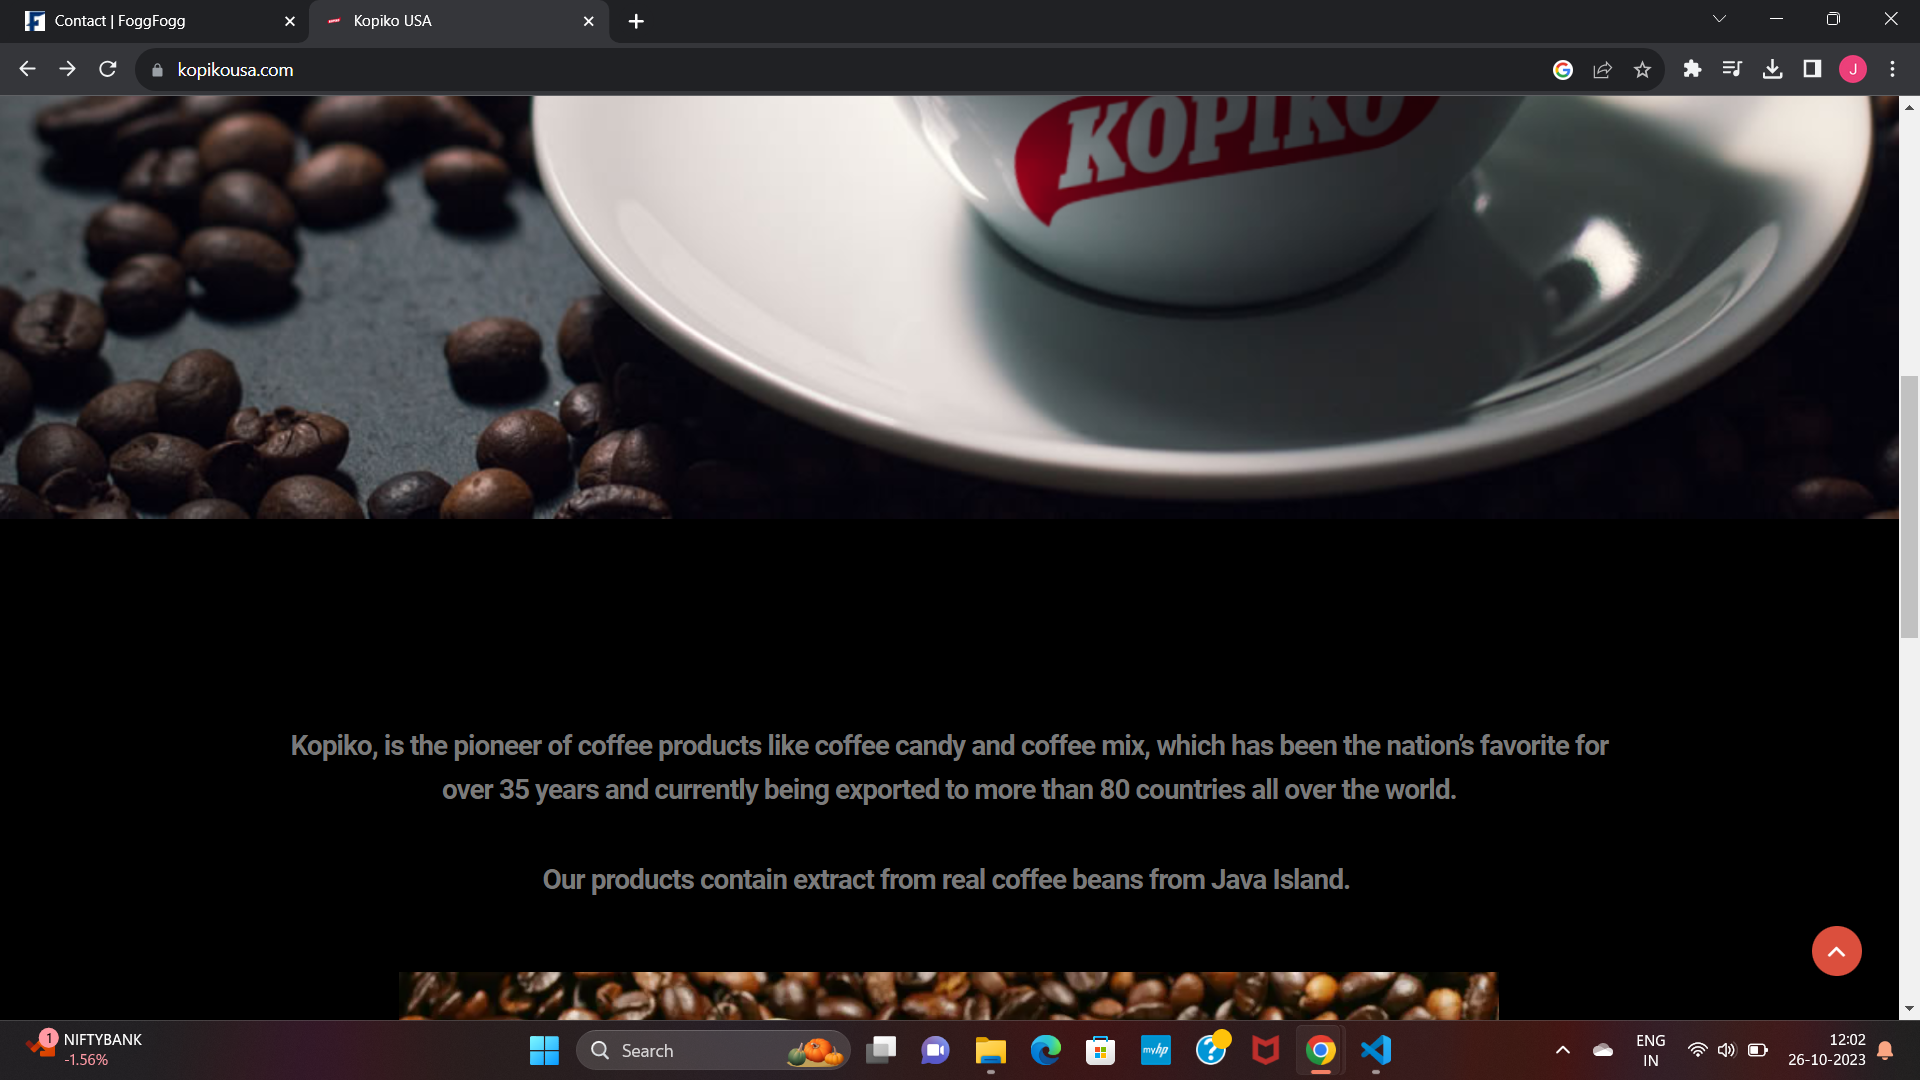 Contact | FoggFogg
Kopiko USA
kopikousa.com
J
KOPIKO
Kopiko, is the pioneer of coffee products like coffee candy and coffee mix, which has been the nation’s favorite for
over 35 years and currently being exported to more than 80 countries all over the world.
Our products contain extract from real coffee beans from Java Island.
1
NIFTYBANK
-1.56%
Search
myhp
ENG
IN
12:02
26-10-2023